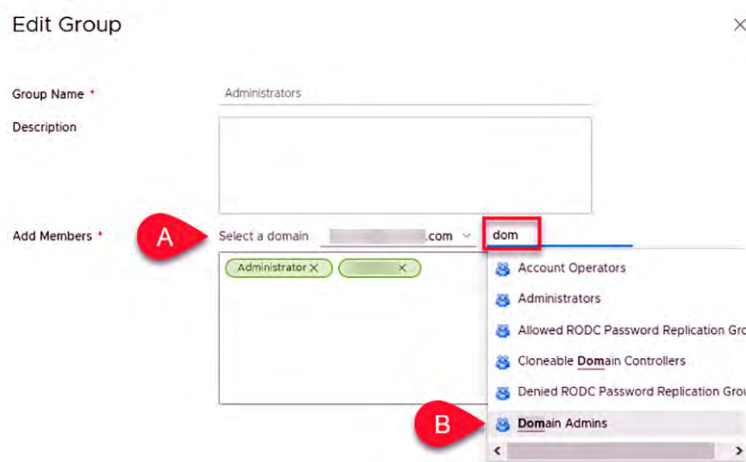 Edit Group
Group Name *
Administrators
Description
Add Members *
A
Select a domain
.com
dom
Administrator
Account Operators
Administrators
Allowed RODC Password Replication Gro
Cloneable Domain Controllers
Denied RODC Password Replication Grou
B
Domain Admins